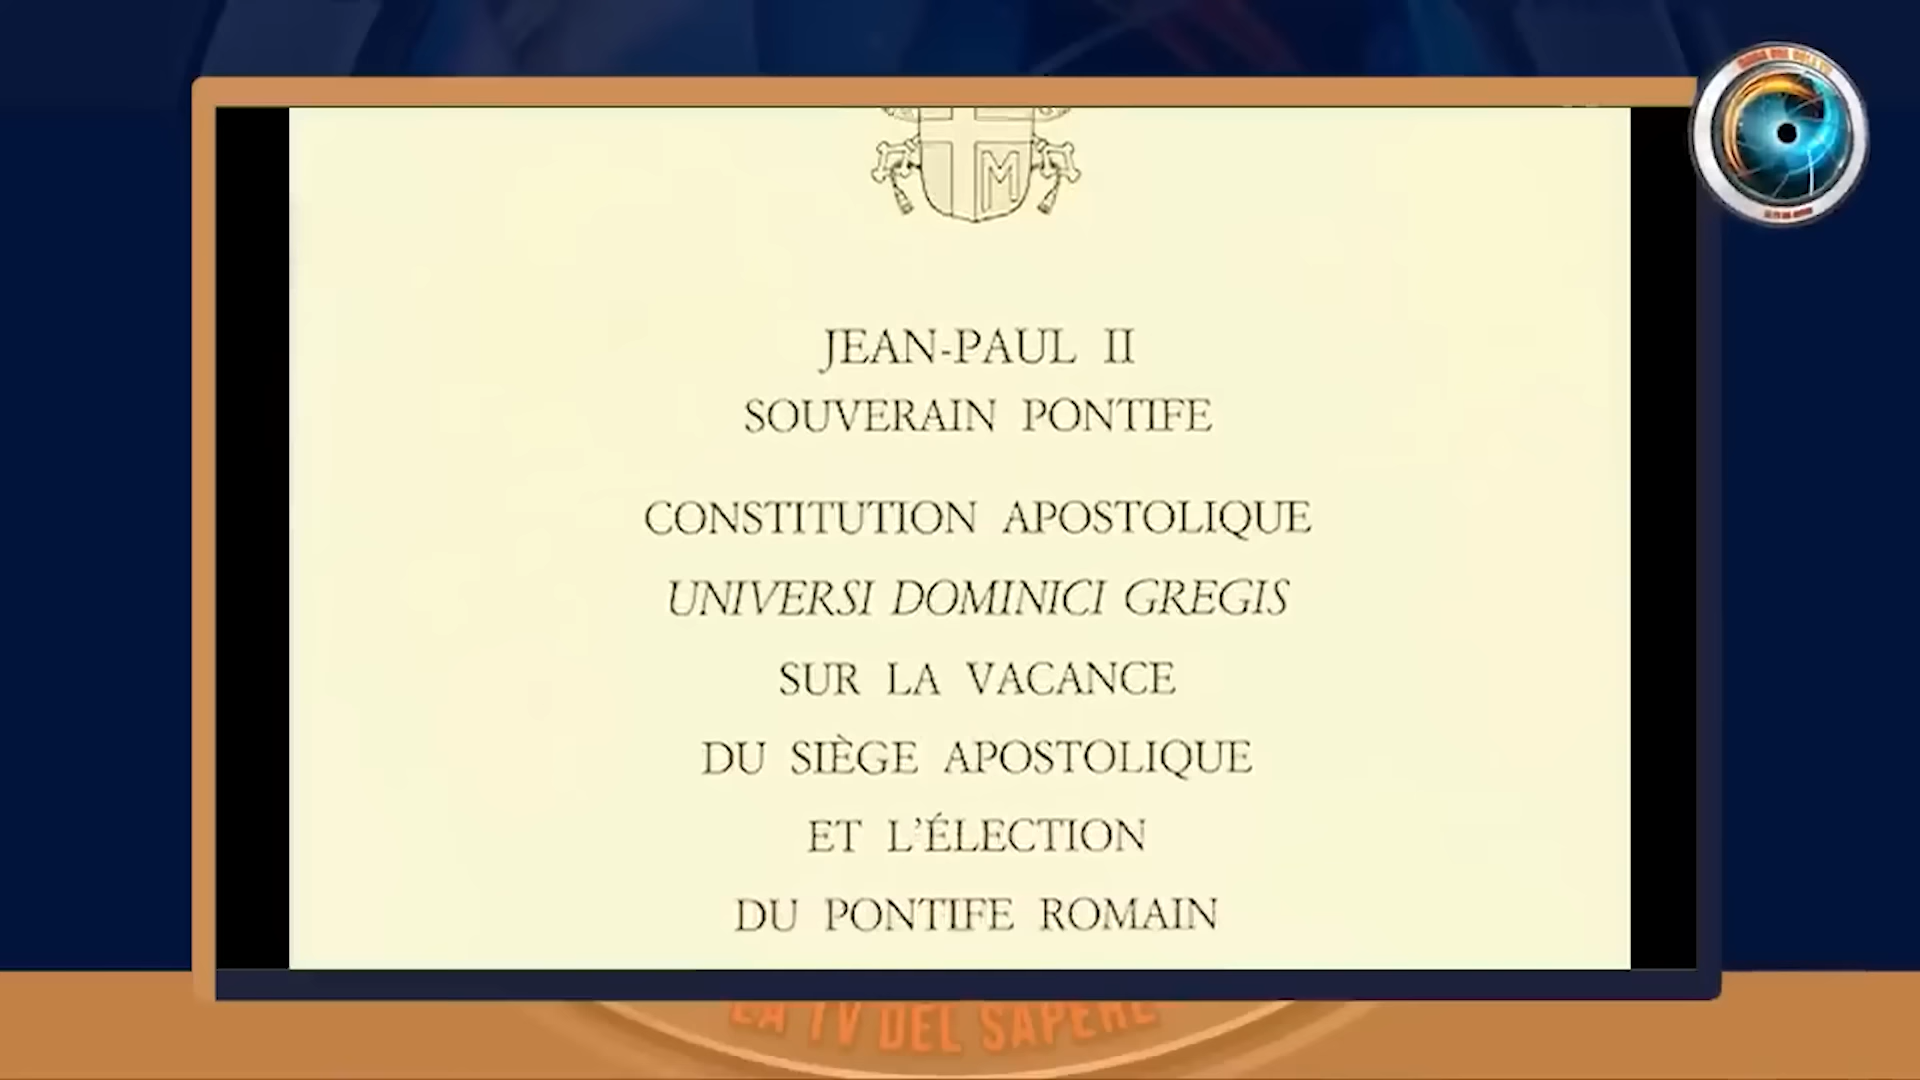 M
JEAN-PAUL II
SOUVERAIN PONTIFE
CONSTITUTION APOSTOLIQUE
UNIVERSI DOMINICI GREGIS
SUR LA VACANCE
DU SIÈGE APOSTOLIQUE
ET L'ÉLECTION
DU PONTIFE ROMAIN
LA TV DEL SAPERE